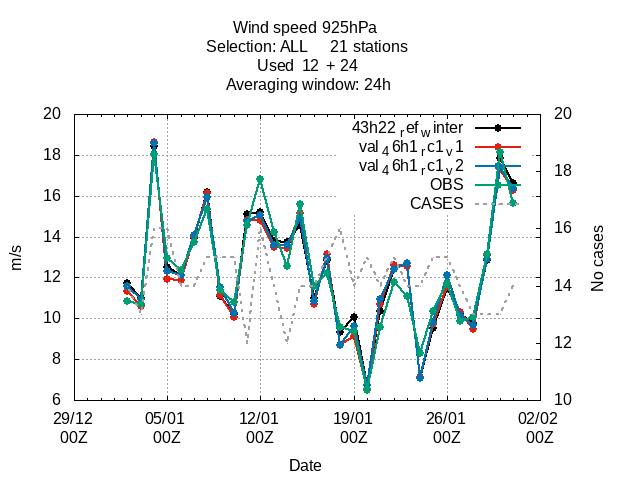 Wind speed 925hPa
Selection: ALL     21 stations
Used  12  + 24
Averaging window: 24h
20
18
16
14
12
10
8
6
m/s
20
18
16
14
12
10
No cases
43h22ref_winter
val_46h1_rc1_v1
val_46h1_rc1_v2
OBS
CASES
29/12 05/01 12/01 19/01 26/01 02/02
00Z 00Z 00Z 00Z 00Z 00Z
Date